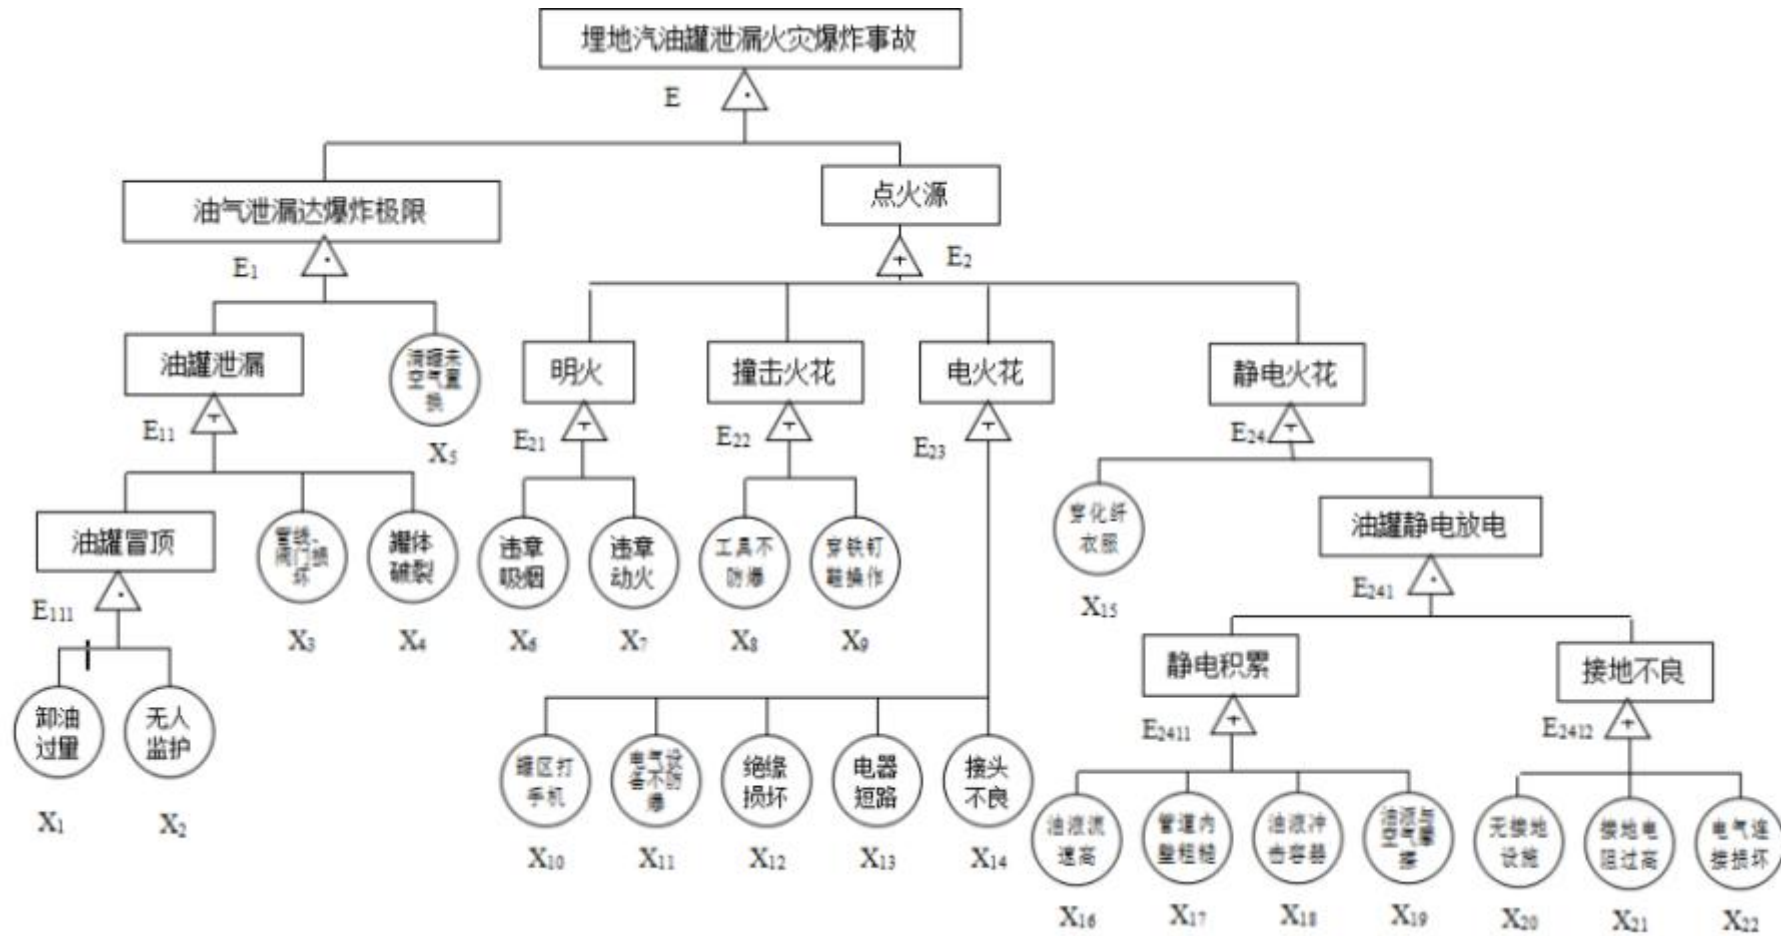 埋地汽油罐泄漏火灾爆炸事故
E
油气泄漏达爆炸极限
点火源
E1
E2
油罐泄漏
清罐未
空气置
换
明火
撞击火花
电火花
静电火花
E11
X5
E21
E22
E23
E24
油罐冒顶
管线、
阀门损
坏
罐体
破裂
违章
吸烟
违章
动火
工具不
防爆
穿铁钉
鞋操作
穿化纤
衣服
油罐静电放电
E111
X3
X4
X6
X7
X8
X9
X15
E241
卸油
过量
无人
监护
静电积累
接地不良
X1
X2
E2411
E2412
罐区打
手机
电气设
备不防
爆
绝缘
损坏
电器
短路
接头
不良
油液流
速高
管道内
壁粗糙
油液冲
击容器
无接地
设施
接地电
阻过高
电气连
接损坏
X10
X11
X12
X13
X14
X16
X17
X18
X19
X20
X21
X22